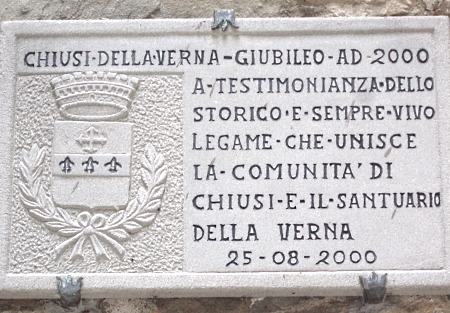 CHIUSI·DELLA·VERNA-GIUBILEO·AD·2000
A·TESTIMONIANZA·DELLO
STORICO·E·SEMPRE·VIVO
LEGAME·CHE·UNISCE
LA·COMUNITA'·DI
CHIUSI·E·IL·SANTUARIO
DELLA VERNA
25-08-2000